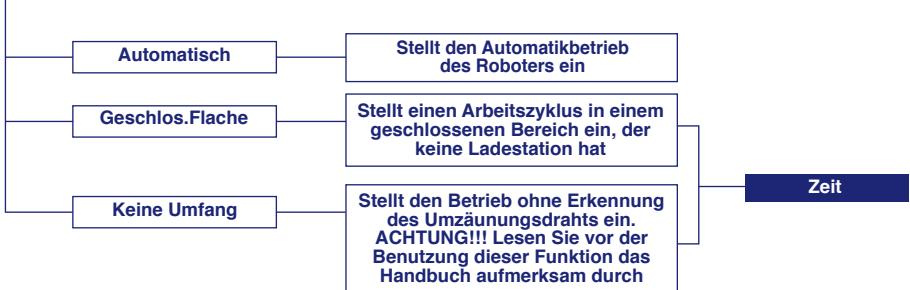 Automatisch
Stellt den Automatikbetrieb
des Roboters ein
Geschlos.Flache
Stellt einen Arbeitszyklus in einem
geschlossenen Bereich ein, der
keine Ladestation hat
Zeit
Keine Umfang
Stellt den Betrieb ohne Erkennung
des Umzäunungsdrahts ein.
ACHTUNG!!! Lesen Sie vor der
Benutzung dieser Funktion das
Handbuch aufmerksam durch